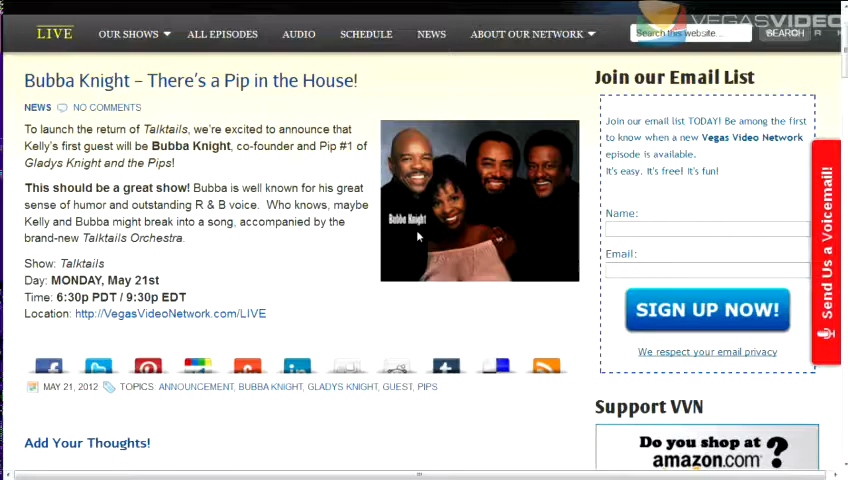 VEGASVIDEO
LIVE
OUR SHOWS
ALL EPISODES
AUDIO
SCHEDULE
NEWS
ABOUT OUR NETWORK
Search this website...
SEARCH
Bubba Knight – There's a Pip in the House!
NEWS NO COMMENTS
To launch the return of Talktails, we're excited to announce that
Kelly's first guest will be Bubba Knight, co-founder and Pip #1 of
Gladys Knight and the Pips!
This should be a great show! Bubba is well known for his great
sense of humor and outstanding R & B voice. Who knows, maybe
Kelly and Bubba might break into a song, accompanied by the
brand-new Talktails Orchestra.
Bubba Knight
Show: Talktails
Day: MONDAY, May 21st
Time: 6:30p PDT / 9:30p EDT
Location: http://VegasVideoNetwork.com/LIVE
MAY 21, 2012 TOPICS: ANNOUNCEMENT, BUBBA KNIGHT, GLADYS KNIGHT, GUEST, PIPS
Add Your Thoughts!
Join our Email List
Join our email list TODAY! Be among the first
to know when a new Vegas Video Network
episode is available.
It's easy. It's free! It's fun!
Name:
Email:
SIGN UP NOW!
We respect your email privacy
Send Us a Voicemail!
Support VVN
Do you shop at
amazon.com ?